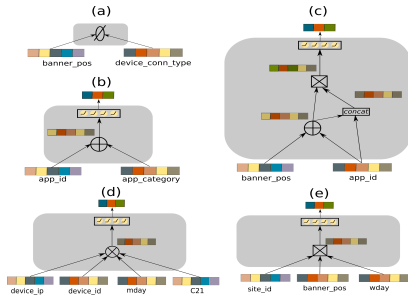 (a)
banner_pos device_conn_type
(b)
app_id app_category
(c)
concat
banner_pos app_id
(d)
device_ip device_id mday C21
(e)
site_id banner_pos wday